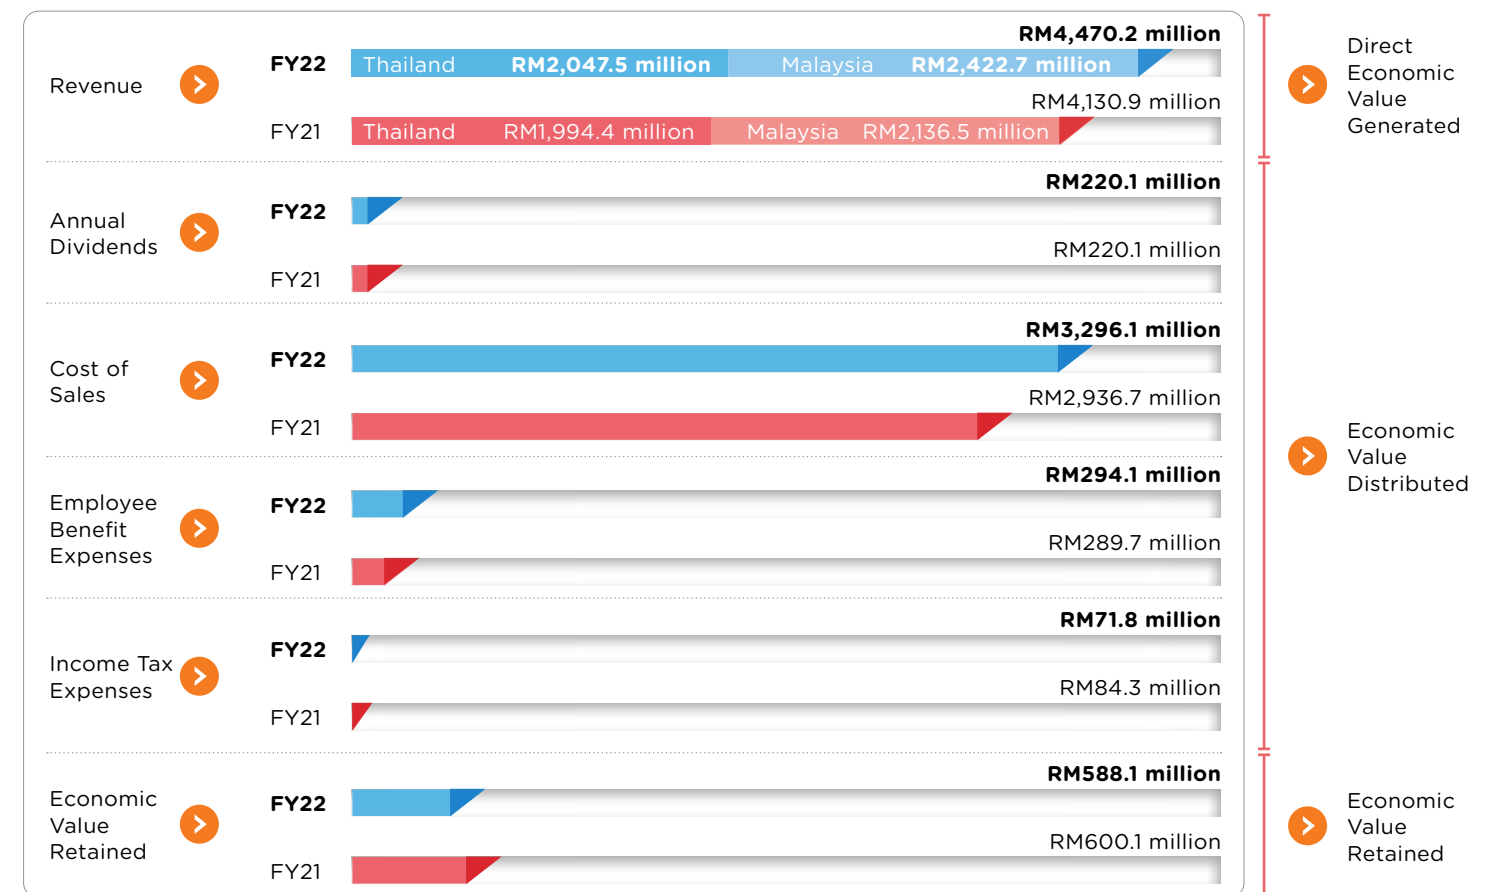 RM4,470.2 million
Revenue
FY22
Thailand RM2,047.5 million Malaysia RM2,422.7 million
RM4,130.9 million
FY21
Thailand RM1,994.4 million Malaysia RM2,136.5 million
Direct
Economic
Value
Generated
RM220.1 million
Annual
Dividends
FY22
RM220.1 million
FY21
RM3,296.1 million
Cost of
Sales
FY22
RM2,936.7 million
FY21
Economic
Value
Distributed
RM294.1 million
Employee
Benefit
Expenses
FY22
RM289.7 million
FY21
RM71.8 million
Income Tax
Expenses
FY22
RM84.3 million
FY21
RM588.1 million
Economic
Value
Retained
FY22
RM600.1 million
FY21
Economic
Value
Retained